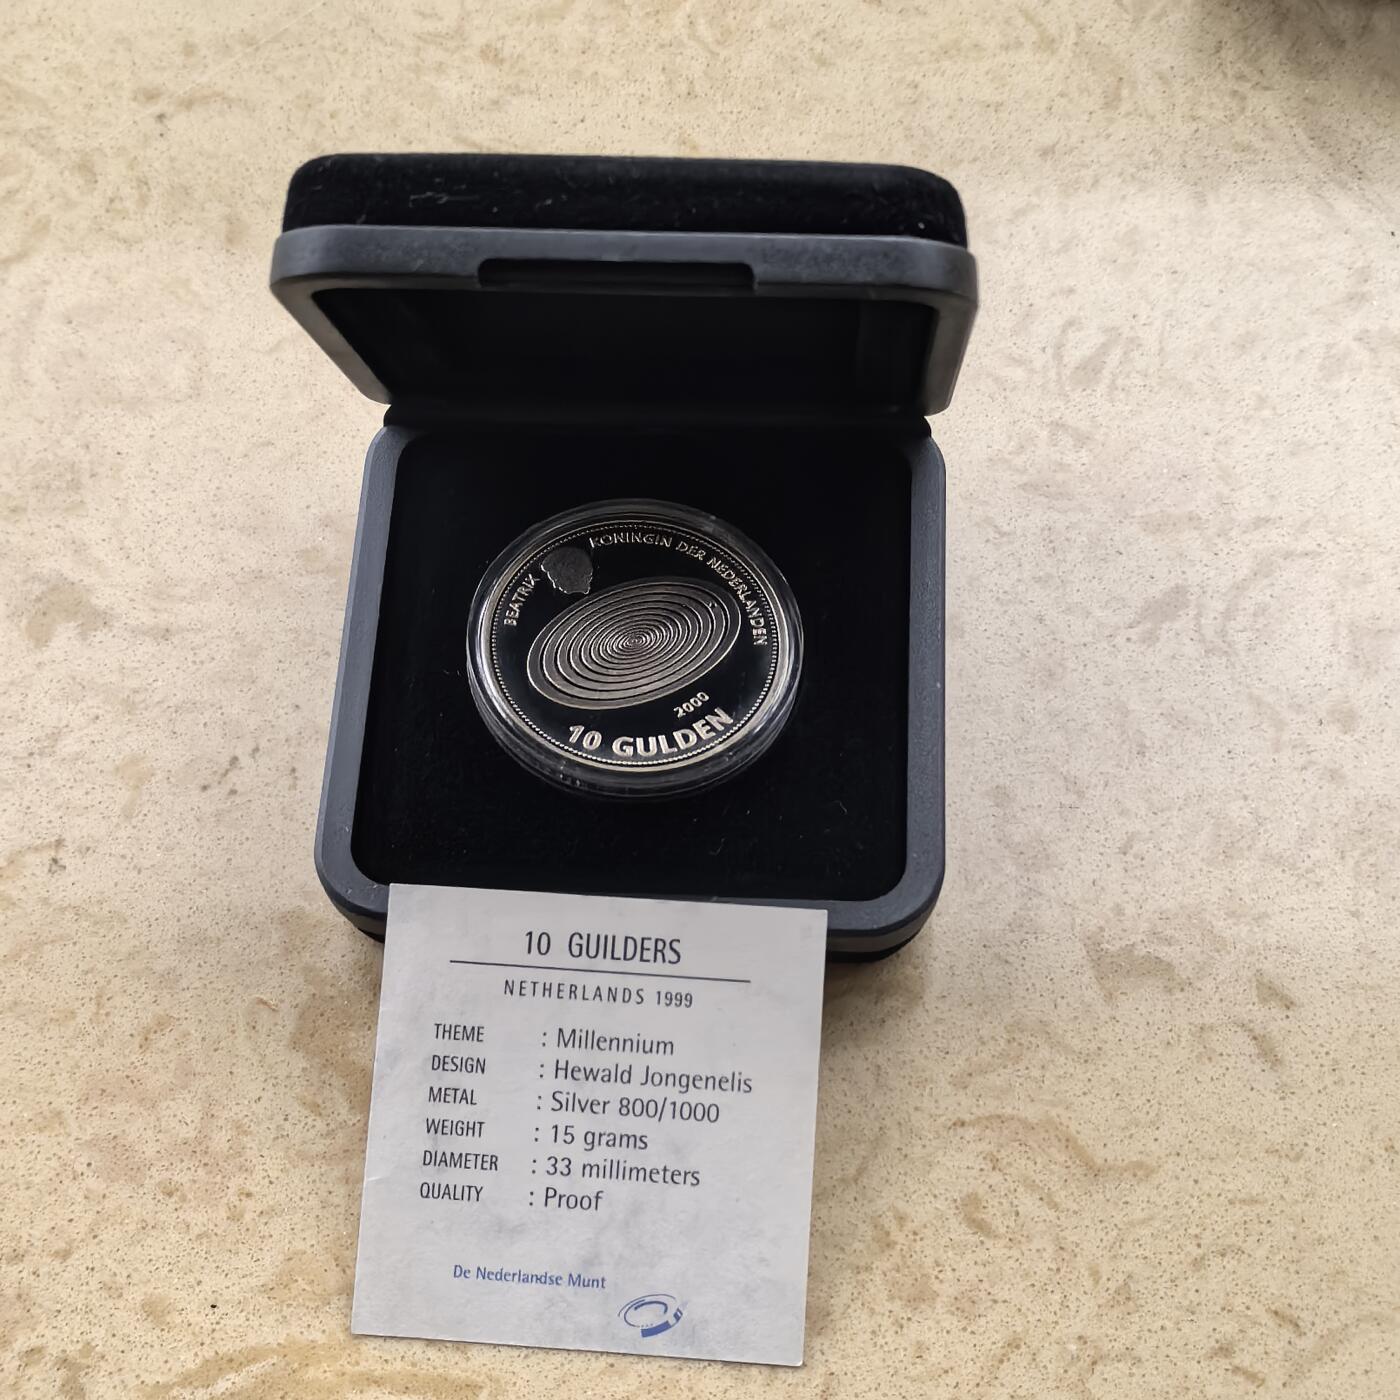 BEATRIX KONINGIN DER NEDERLANDEN
2000
10 GULDEN
10 GUILDERS
NETHERLANDS 1999
THEME : Millennium
DESIGN : Hewald Jongenelis
METAL : Silver 800/1000
WEIGHT : 15 grams
DIAMETER : 33 millimeters
QUALITY : Proof
De Nederlandse Munt